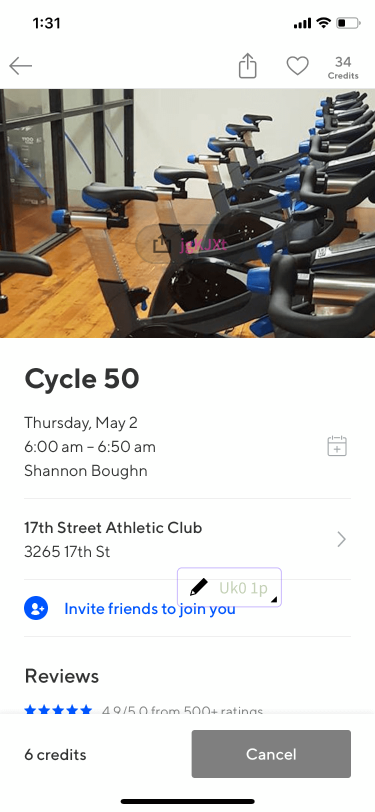 1:31
34
Credits
Cycle 50
Thursday, May 2
6:00 am – 6:50 am
Shannon Boughn
17th Street Athletic Club
3265 17th St
Uk0 1p
Invite friends to join you
Reviews
4.9/5.0 from 500+ ratings
6 credits
Cancel